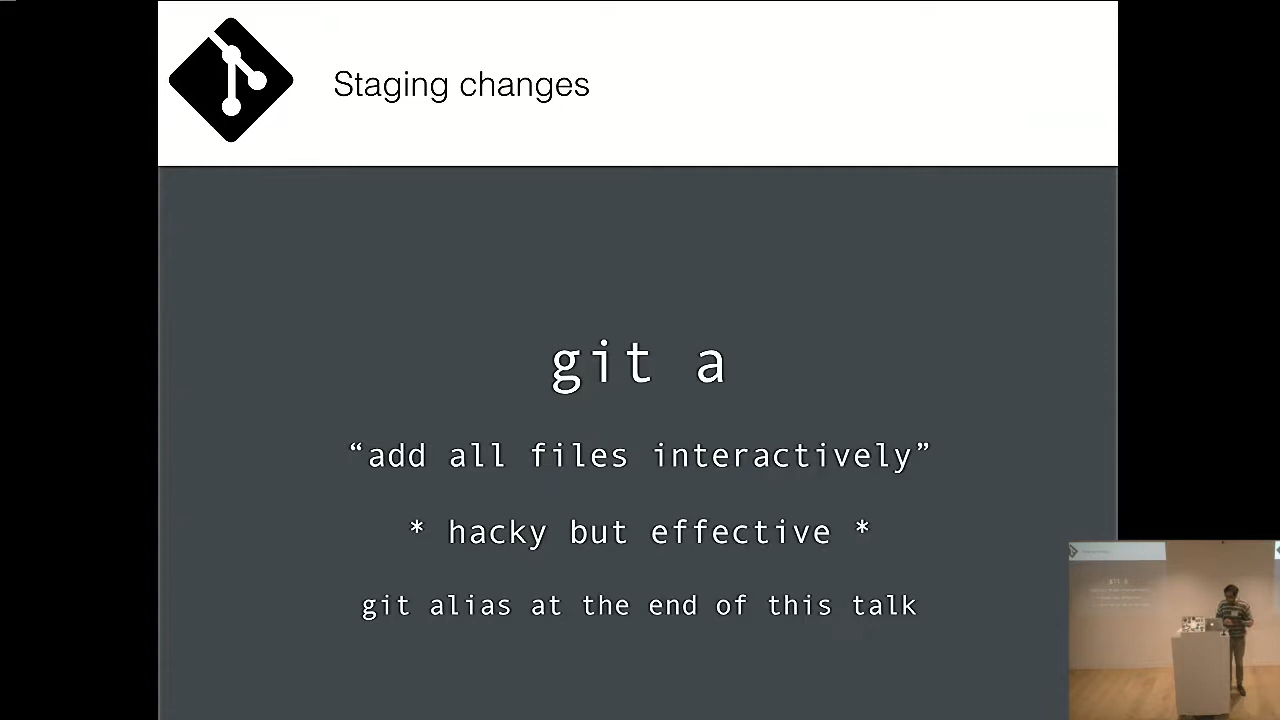 Staging changes
git a
“add all files interactively”
* hacky but effective *
git alias at the end of this talk